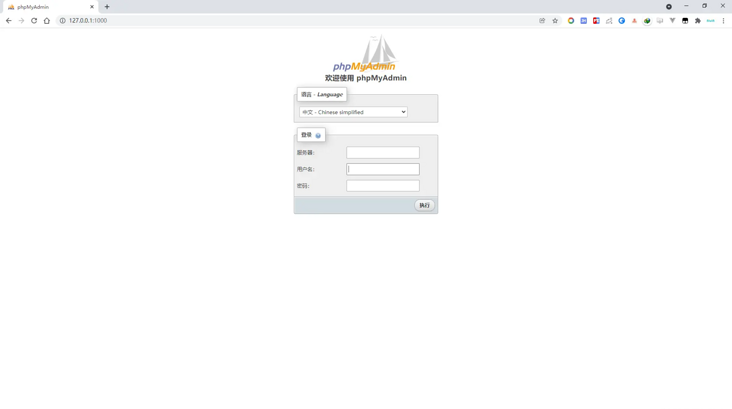 phpMyAdmin
127.0.0.1:1000
phpMyAdmin
欢迎使用 phpMyAdmin
语言 - Language
中文 - Chinese simplified
登录
服务器:
用户名:
密码:
执行